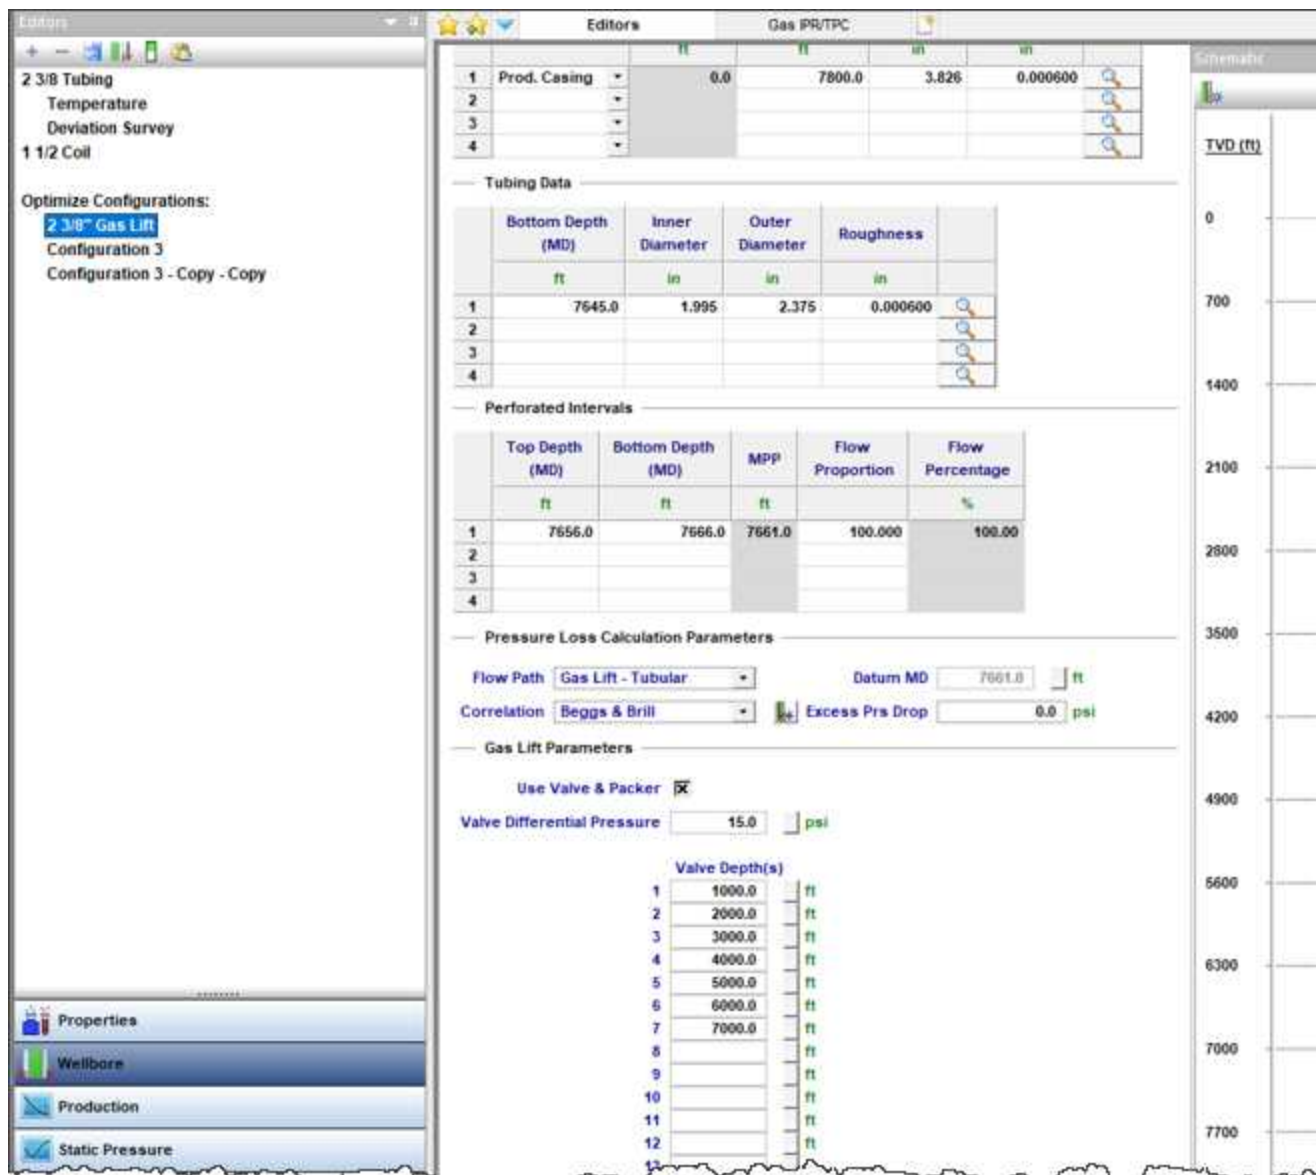 Editors
Editors Gas IPR/TPC
2 3/8 Tubing
Temperature
Deviation Survey
1 1/2 Coil
Optimize Configurations:
2 3/8" Gas Lift
Configuration 3
Configuration 3 - Copy - Copy
Properties
Wellbore
Production
Static Pressure
ft ft in in
1 Prod. Casing 0.0 7800.0 3.826 0.000600
2
3
4
Tubing Data
Bottom Depth (MD) Inner Diameter Outer Diameter Roughness
ft in in in
1 7645.0 1.995 2.375 0.000600
2
3
4
Perforated Intervals
Top Depth (MD) Bottom Depth (MD) MPP Flow Proportion Flow Percentage
ft ft ft %
1 7656.0 7666.0 7661.0 100.000 100.00
2
3
4
Pressure Loss Calculation Parameters
Flow Path Gas Lift - Tubular Datum MD 7661.0 ft
Correlation Beggs & Brill Excess Prs Drop 0.0 psi
Gas Lift Parameters
Use Valve & Packer
Valve Differential Pressure 15.0 psi
Valve Depth(s)
1 1000.0 ft
2 2000.0 ft
3 3000.0 ft
4 4000.0 ft
5 5000.0 ft
6 6000.0 ft
7 7000.0 ft
8 ft
9 ft
10 ft
11 ft
12 ft
Schematic
TVD (ft)
0
700
1400
2100
2800
3500
4200
4900
5600
6300
7000
7700